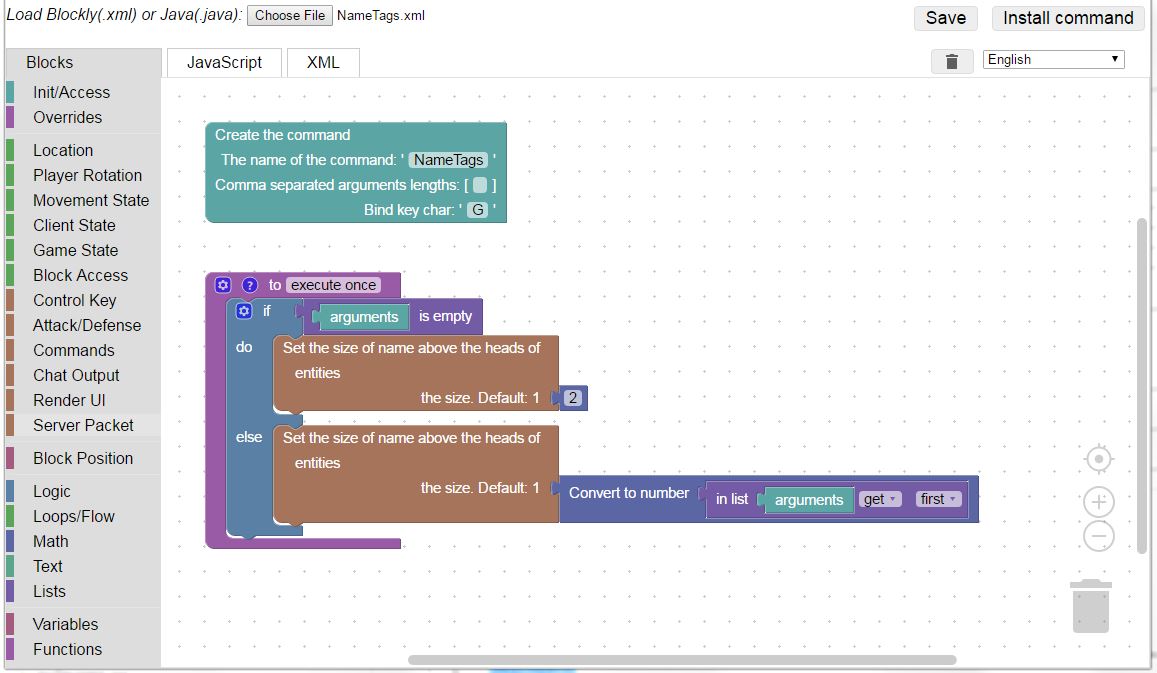 Load Blockly(.xml) or Java(.java): Choose File NameTags.xml
Save
Install command
Blocks
JavaScript
XML
English
Init/Access
Overrides
Location
Player Rotation
Movement State
Client State
Game State
Block Access
Control Key
Attack/Defense
Commands
Chat Output
Render UI
Server Packet
Block Position
Logic
Loops/Flow
Math
Text
Lists
Variables
Functions
Create the command
The name of the command: ' NameTags '
Comma separated arguments lengths: [ ]
Bind key char: ' G '
? to execute once
if arguments is empty
do Set the size of name above the heads of
entities
the size. Default: 1 2
else Set the size of name above the heads of
entities
the size. Default: 1 Convert to number in list arguments get first